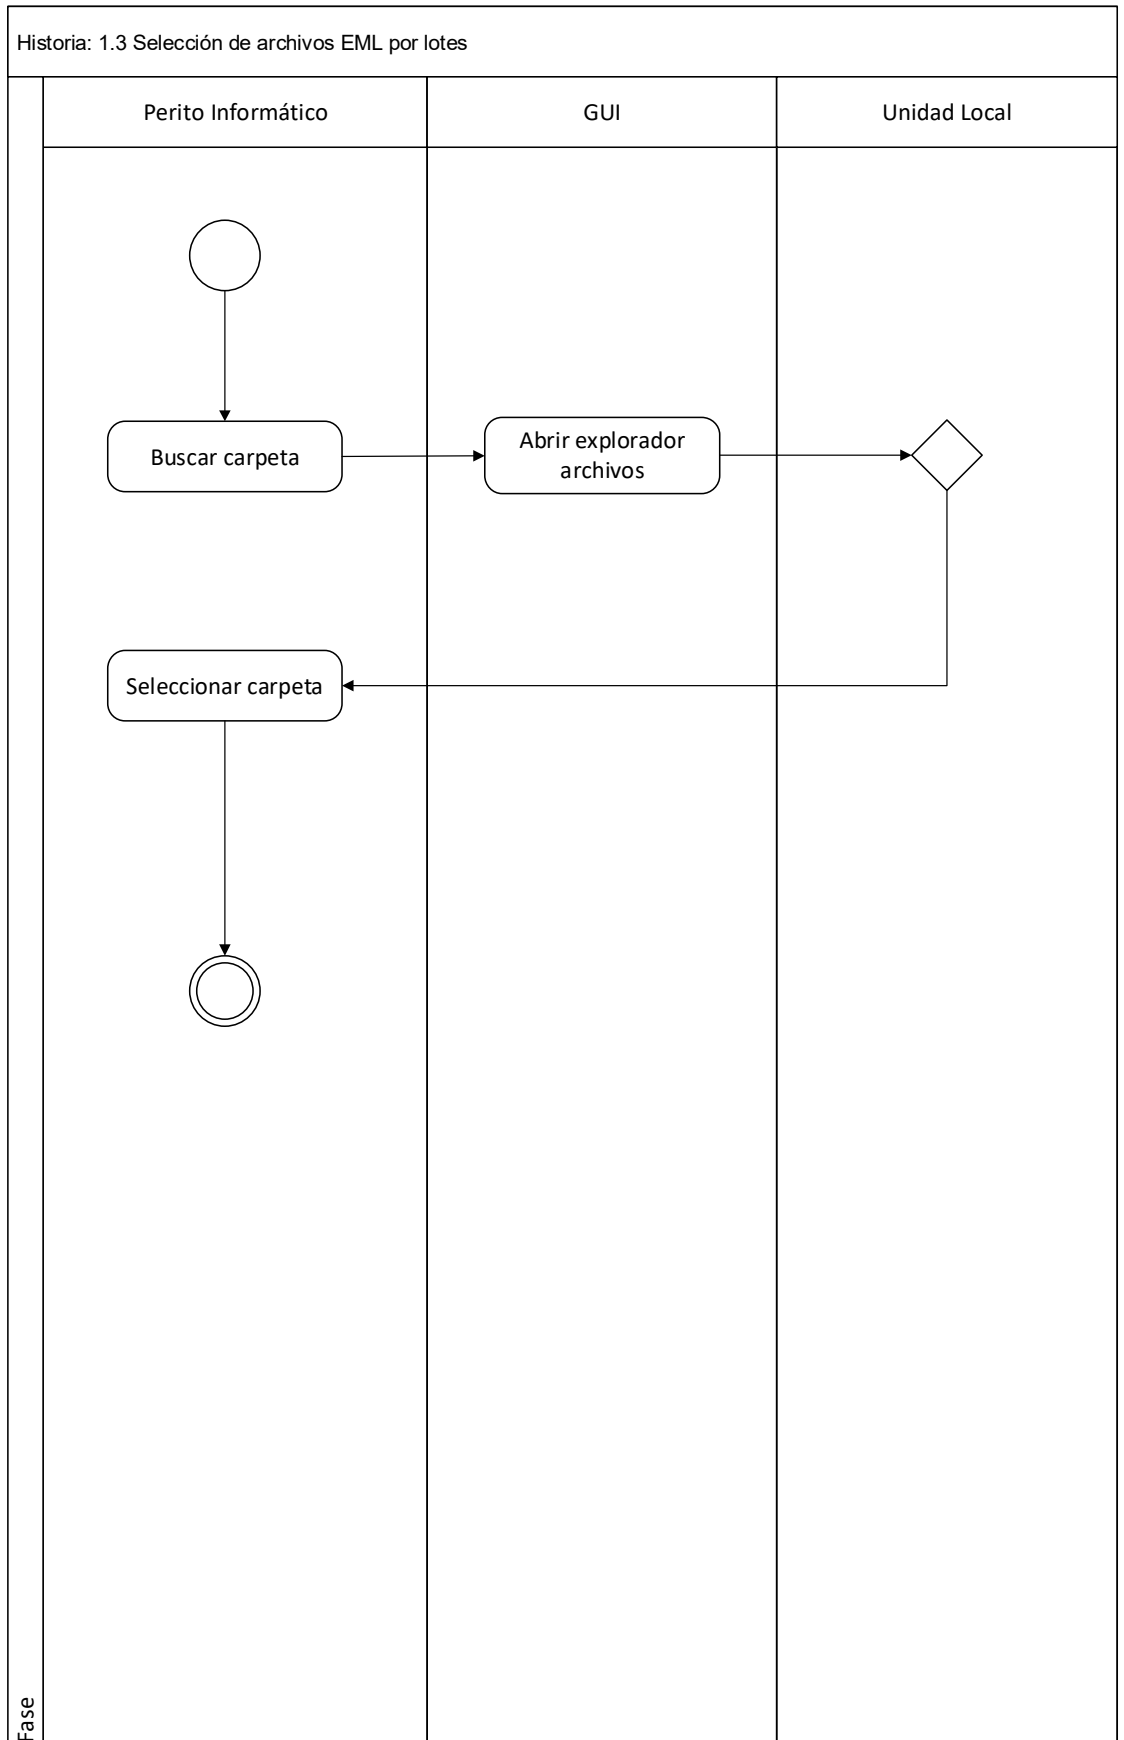 Historia: 1.3 Selección de archivos EML por lotes
Perito Informático
GUI
Unidad Local
Buscar carpeta
Abrir explorador
archivos
Seleccionar carpeta
Fase